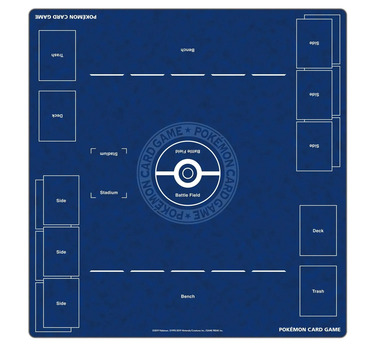 POKÉMON CARD GAME
Trash
Bench
Side
Deck
Side
Side
Stadium
Battle Field
POKÉMON CARD GAME ★ POKÉMON CARD GAME ★
Stadium
Battle Field
Side
Side
Side
Deck
Trash
Bench
POKÉMON CARD GAME